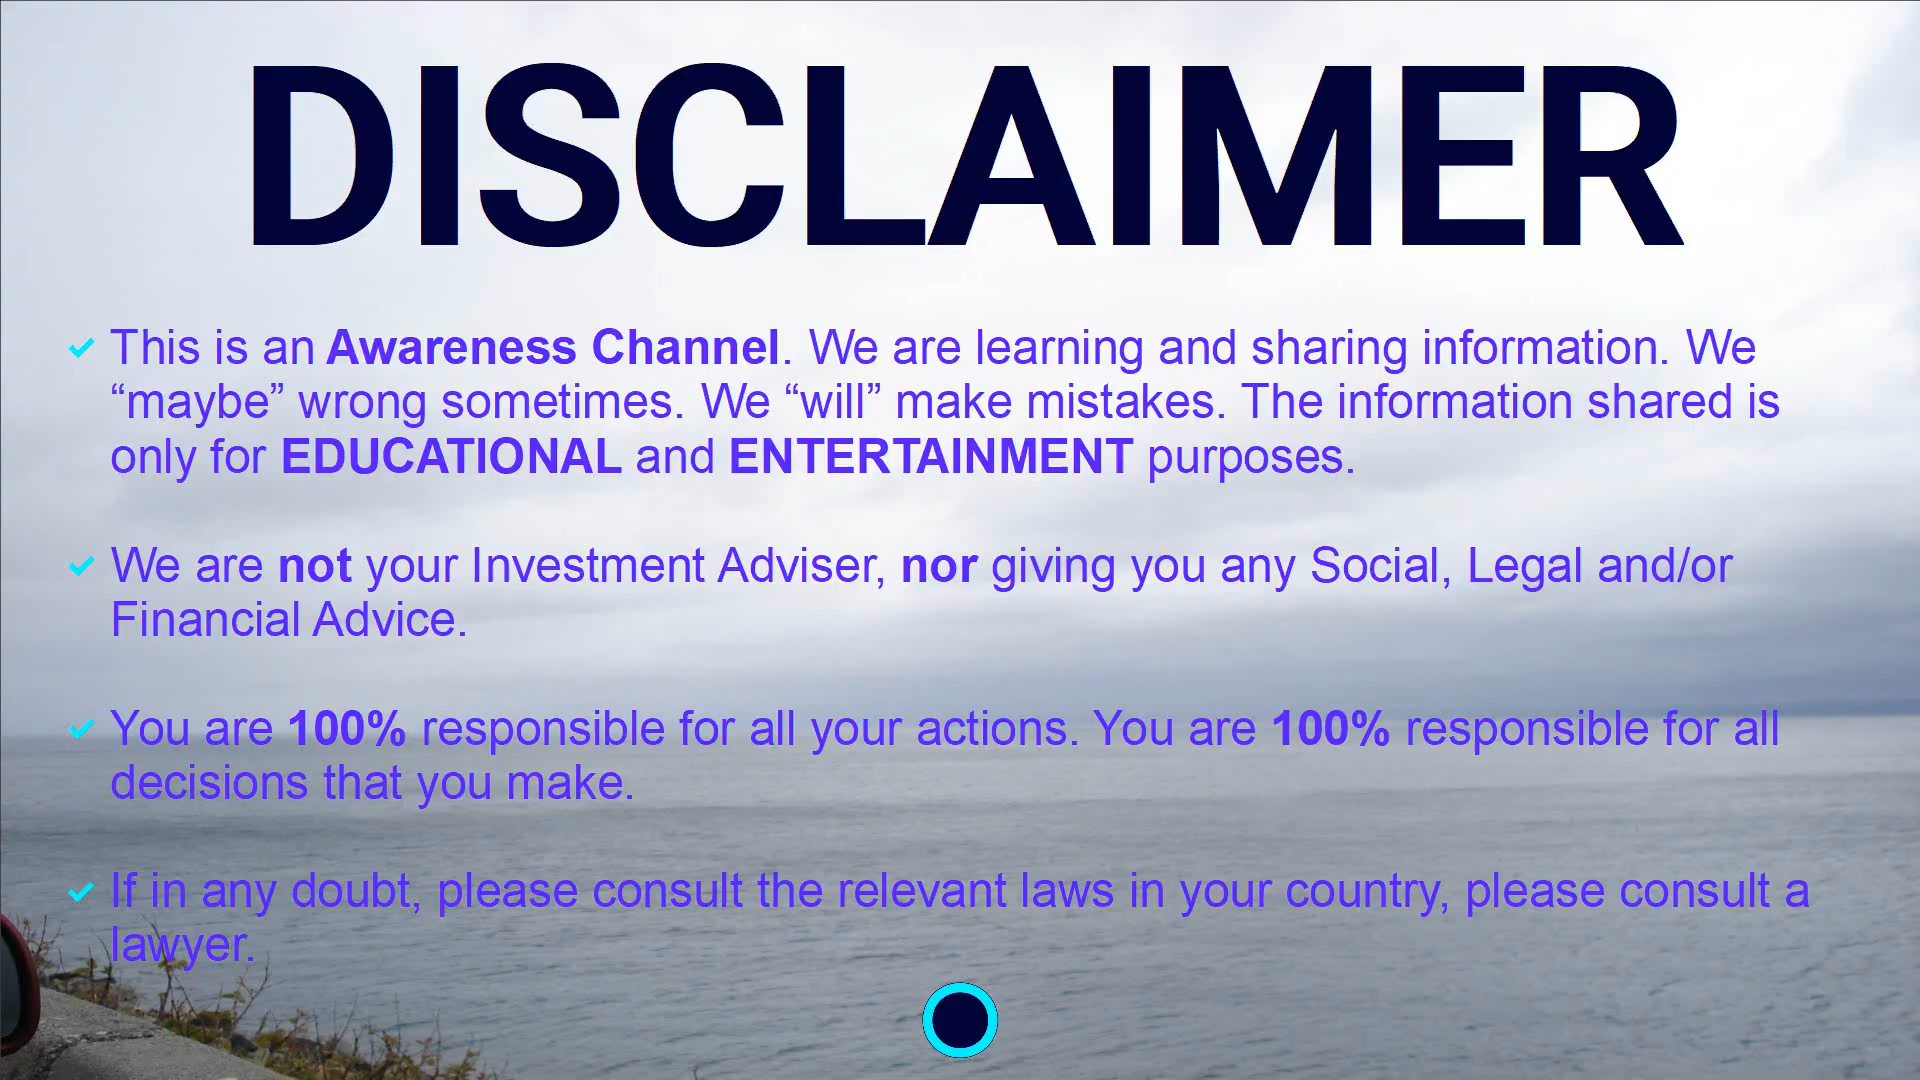 DISCLAIMER
This is an Awareness Channel. We are learning and sharing information. We
“maybe” wrong sometimes. We “will” make mistakes. The information shared is
only for EDUCATIONAL and ENTERTAINMENT purposes.
We are not your Investment Adviser, nor giving you any Social, Legal and/or
Financial Advice.
You are 100% responsible for all your actions. You are 100% responsible for all
decisions that you make.
If in any doubt, please consult the relevant laws in your country, please consult a
lawyer.